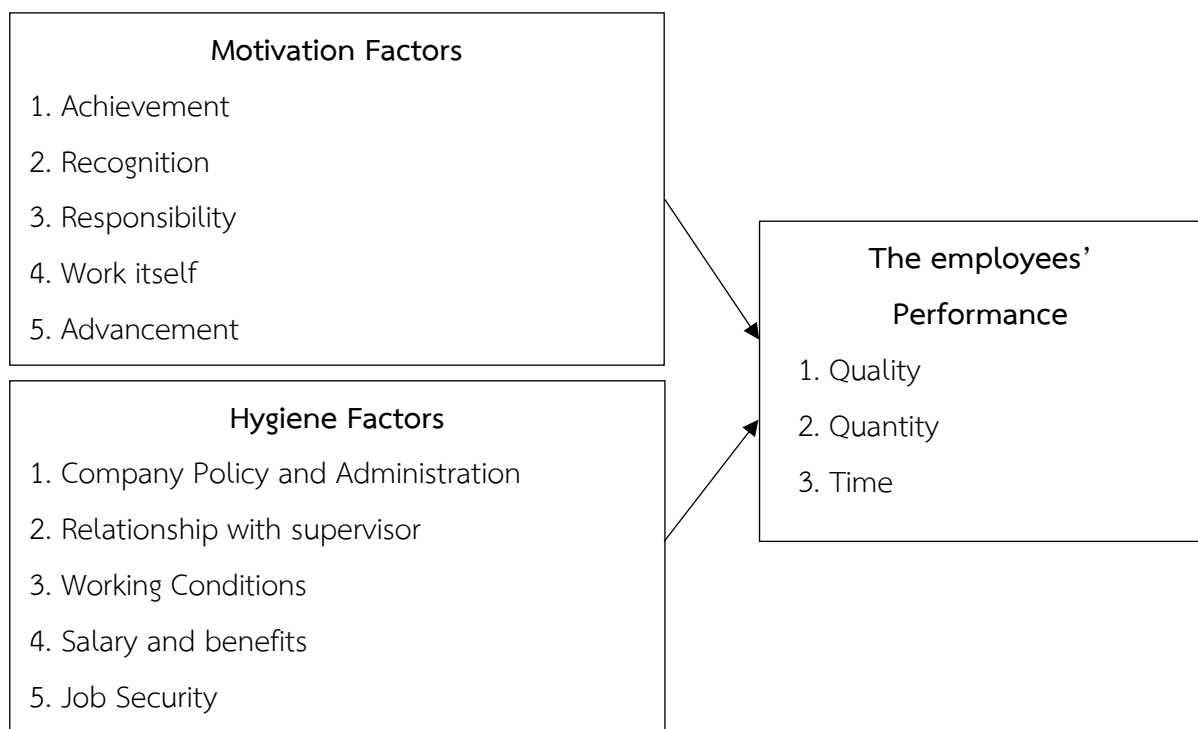 Motivation Factors
1. Achievement
2. Recognition
3. Responsibility
4. Work itself
5. Advancement
Hygiene Factors
1. Company Policy and Administration
2. Relationship with supervisor
3. Working Conditions
4. Salary and benefits
5. Job Security
The employees’
Performance
1. Quality
2. Quantity
3. Time